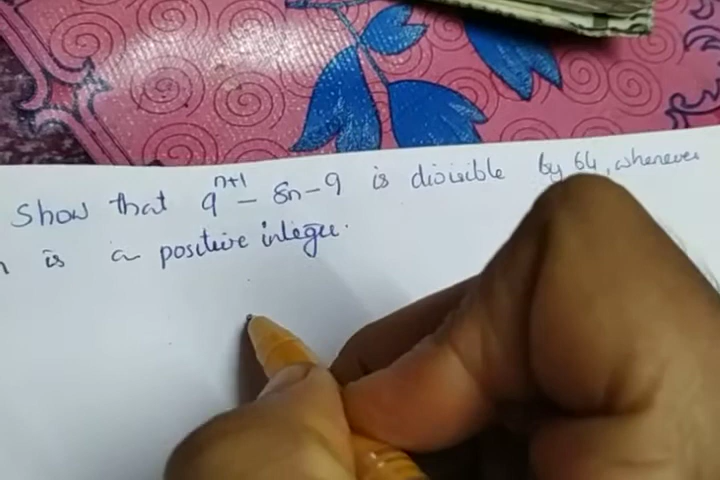 Show that 9^{n+1} - 8n - 9 is divisible by 64, whenever
n is a positive integer.